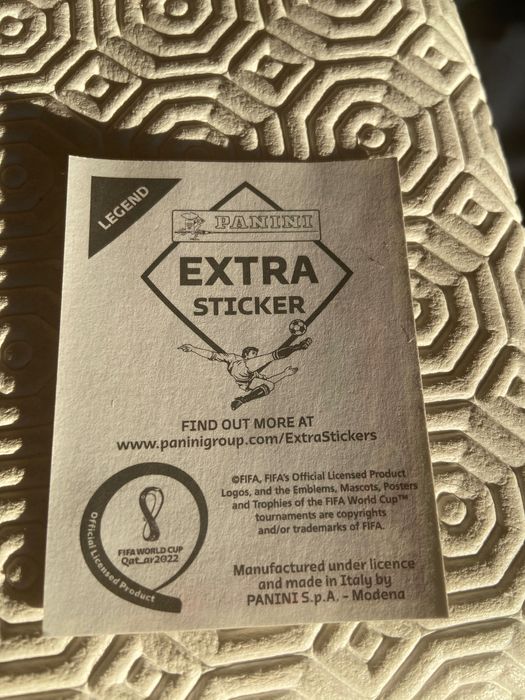 LEGEND
PANINI
EXTRA
STICKER
FIND OUT MORE AT
www.paninigroup.com/ExtraStickers
©FIFA, FIFA's Official Licensed Product
Logos, and the Emblems, Mascots, Posters
and Trophies of the FIFA World Cup™
tournaments are copyrights
and/or trademarks of FIFA.
FIFA WORLD CUP
Qat_ar2022
Official Licensed Product
Manufactured under licence
and made in Italy by
PANINI S.p.A. - Modena